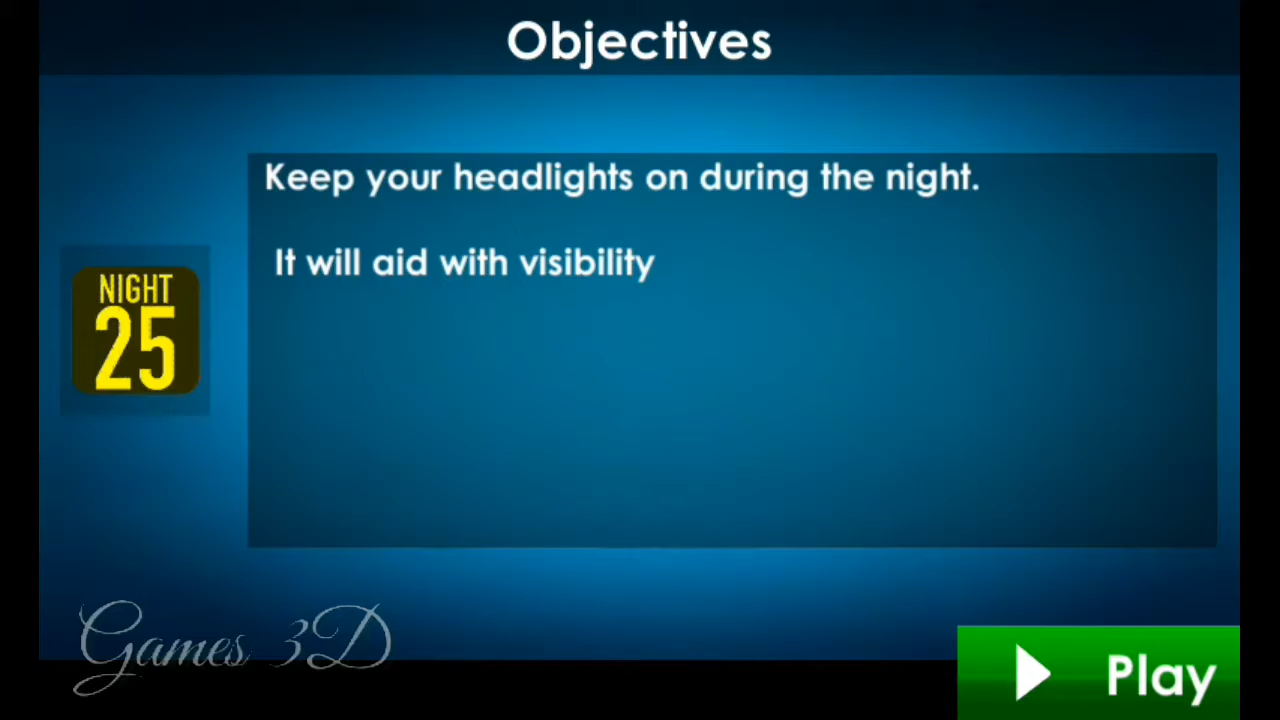 Objectives
Keep your headlights on during the night.
It will aid with visibility
NIGHT
25
Games 3D
Play